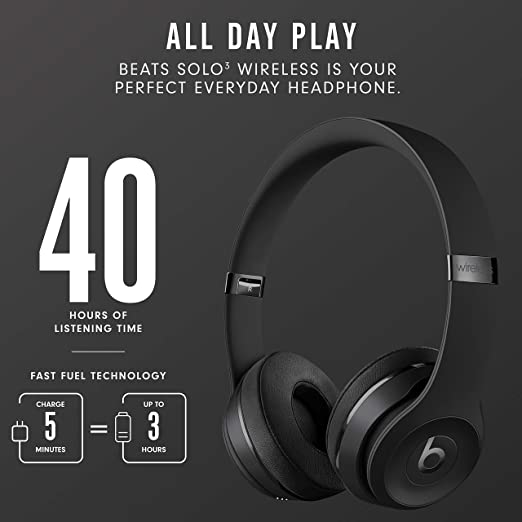 ALL DAY PLAY
BEATS SOLO³ WIRELESS IS YOUR
PERFECT EVERYDAY HEADPHONE.
40
HOURS OF
LISTENING TIME
FAST FUEL TECHNOLOGY
CHARGE
5
MINUTES
=
UP TO
3
HOURS
R
b